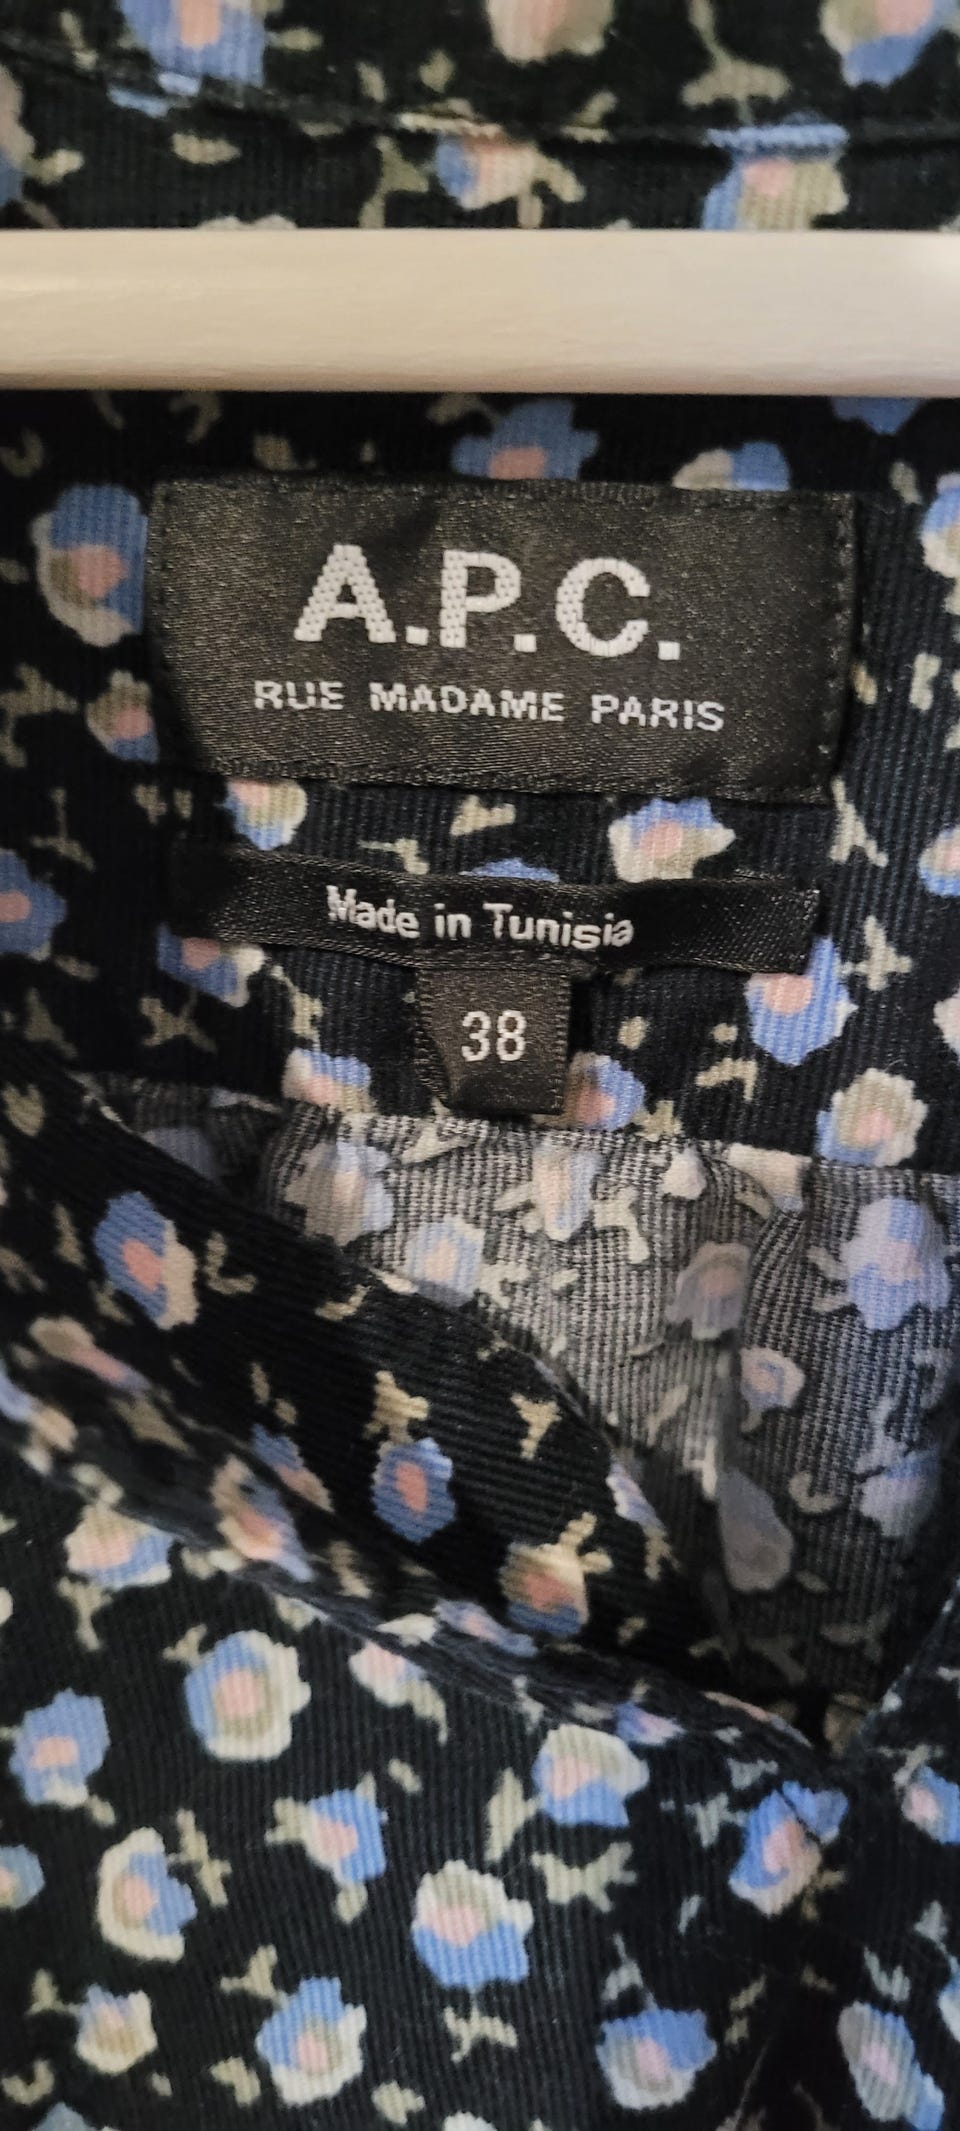 A.P.C.
RUE MADAME PARIS
Made in Tunisia
38